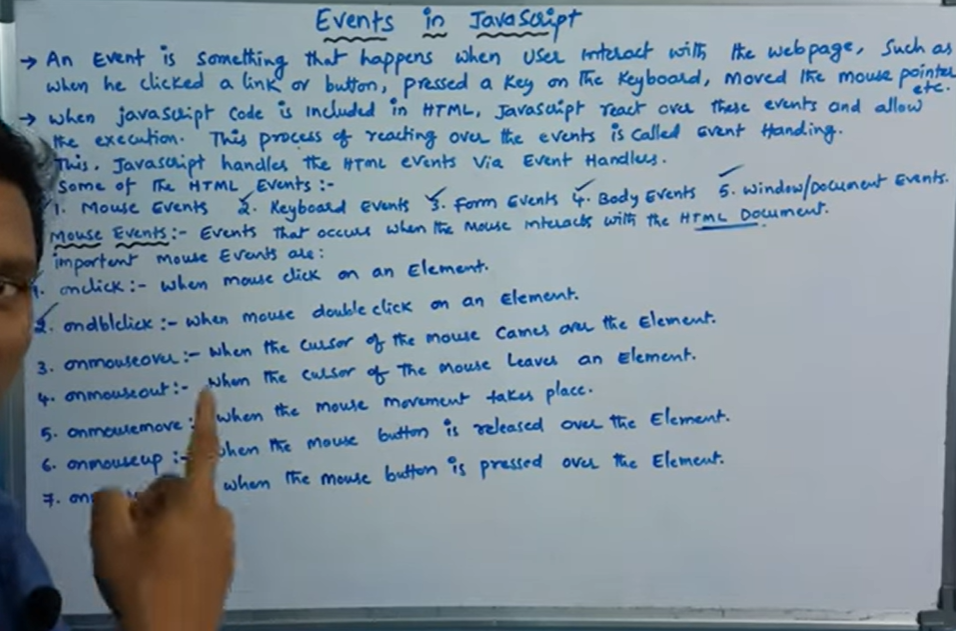 Events in JavaScript
→ An Event is something that happens when user interact with the webpage, such as
when he clicked a link or button, pressed a key on the keyboard, moved the mouse pointer
etc.
→ when javascript code is included in HTML, Javascript react over these events and allow
the execution. This process of reacting over the events is called Event Handing.
This, Javascript handles the HTML events via Event Handlers.
Some of the HTML Events :-
1. Mouse Events 2. Keyboard Events 3. Form Events 4. Body Events 5. Window/Document Events.
Mouse Events :- Events that occurs when the mouse interacts with the HTML Document.
important mouse Events are :
1. onclick :- when mouse click on an Element.
2. ondblclick :- when mouse double click on an Element.
3. onmouseover :- when the cursor of the mouse cames over the Element.
4. onmouseout :- when the cursor of the mouse leaves an Element.
5. onmousemove : when the mouse movement takes place.
6. onmouseup :- when the mouse button is released over the Element.
7. on when the mouse button is pressed over the Element.